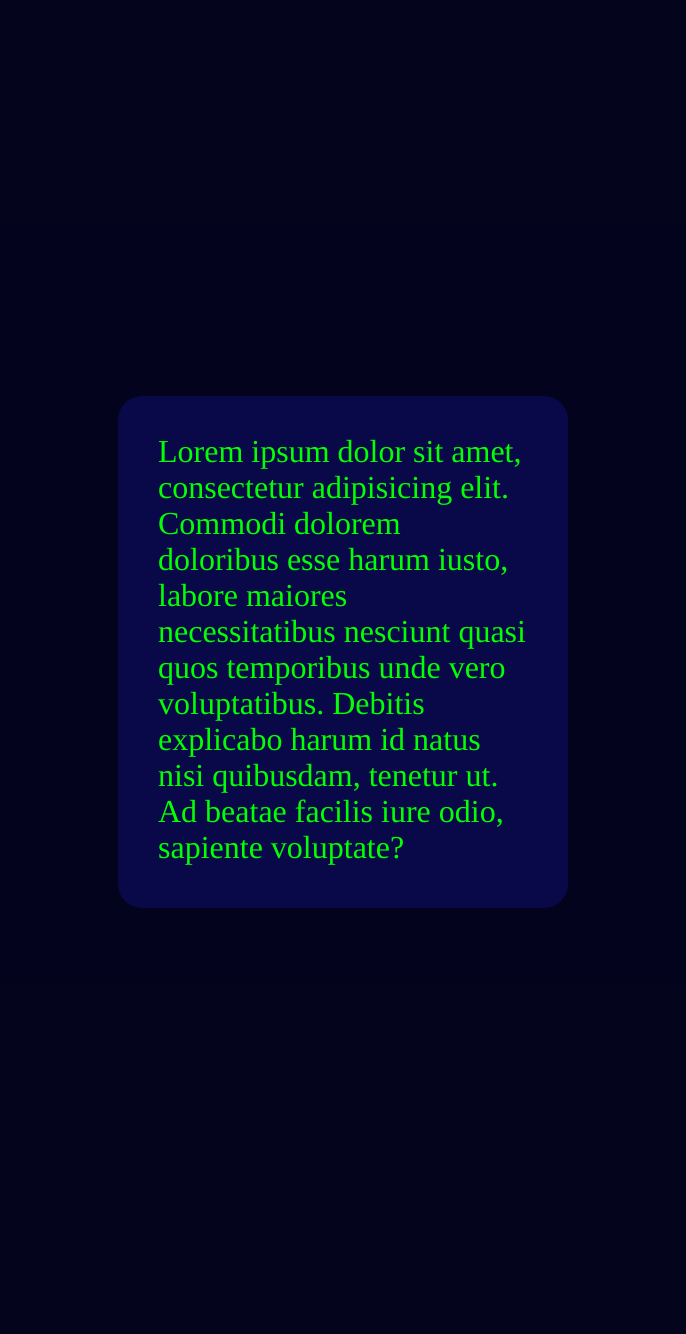 Lorem ipsum dolor sit amet,
consectetur adipisicing elit.
Commodi dolorem
doloribus esse harum iusto,
labore maiores
necessitatibus nesciunt quasi
quos temporibus unde vero
voluptatibus. Debitis
explicabo harum id natus
nisi quibusdam, tenetur ut.
Ad beatae facilis iure odio,
sapiente voluptate?